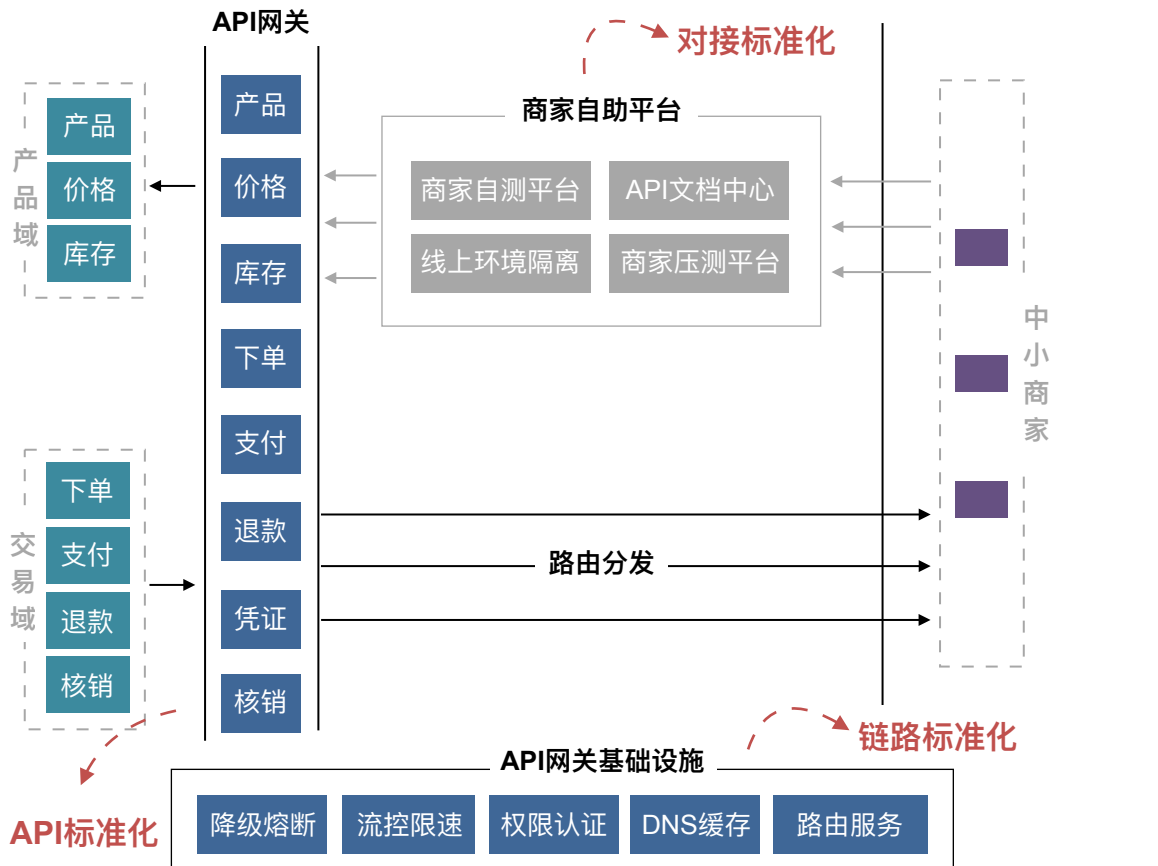 API网关
对接标准化
产品域
产品
价格
库存
产品
价格
库存
下单
支付
退款
凭证
核销
商家自助平台
商家自测平台
API文档中心
线上环境隔离
商家压测平台
中小商家
交易域
下单
支付
退款
核销
路由分发
链路标准化
API标准化
API网关基础设施
降级熔断
流控限速
权限认证
DNS缓存
路由服务